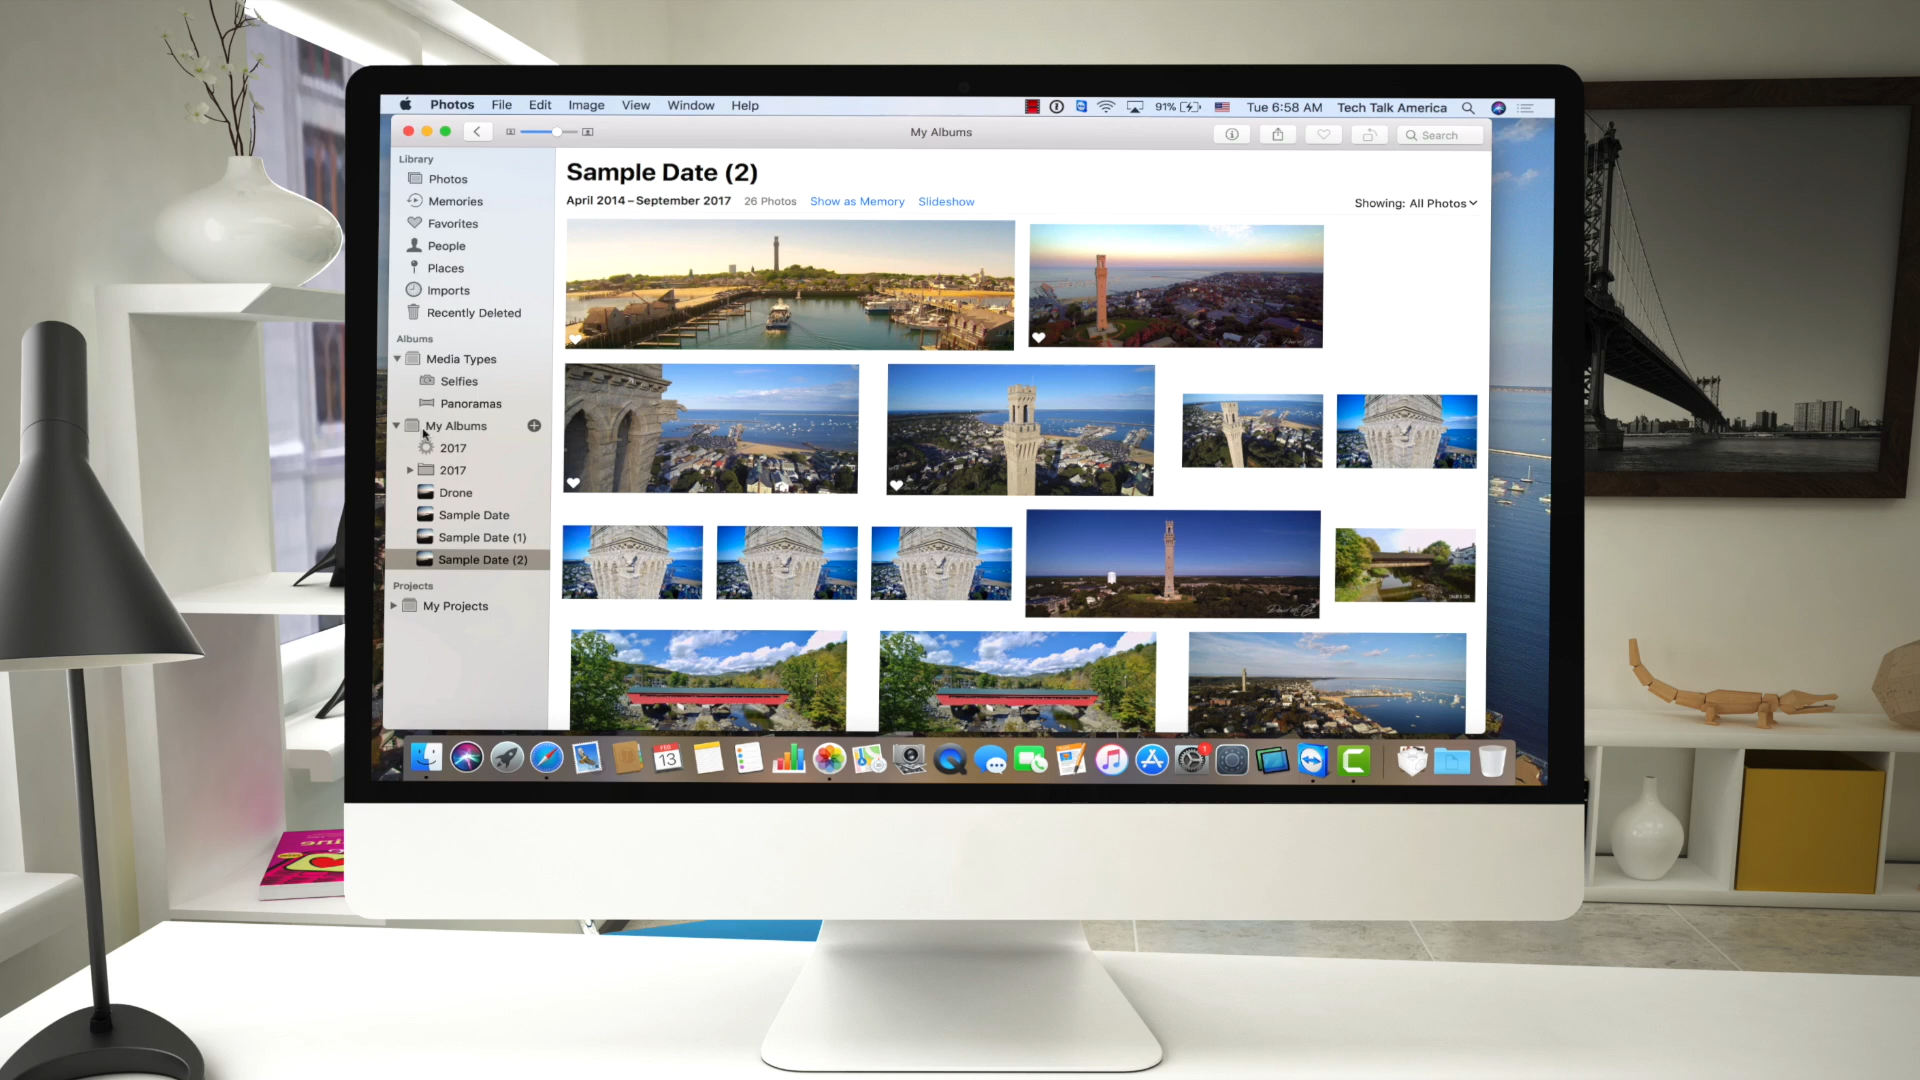 Photos File Edit Image View Window Help
91% Tue 6:58 AM Tech Talk America
My Albums
Search
Library
Photos
Memories
Favorites
People
Places
Imports
Recently Deleted
Albums
Media Types
Selfies
Panoramas
My Albums
2017
2017
Drone
Sample Date
Sample Date (1)
Sample Date (2)
Projects
My Projects
Sample Date (2)
April 2014 – September 2017 26 Photos Show as Memory Slideshow
Showing: All Photos
FEB
13
1